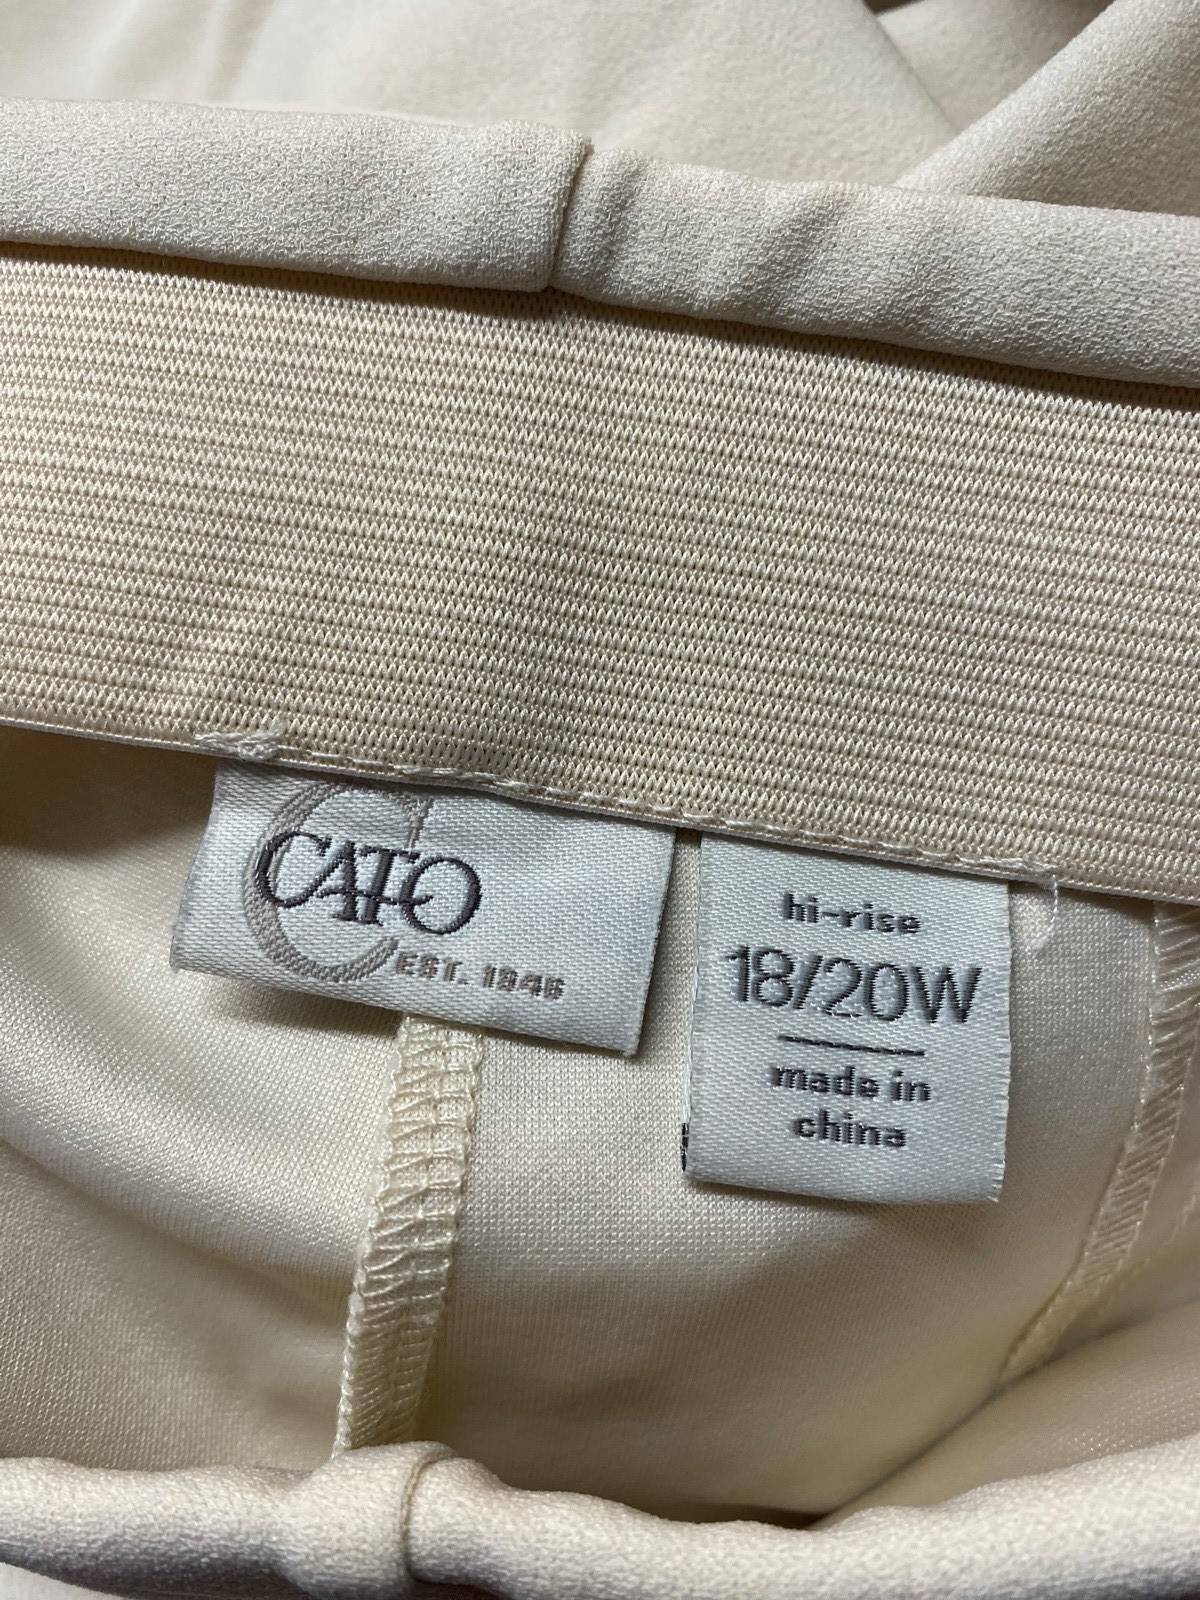 CATO
EST. 1946
hi-rise
18/20W
made in
china